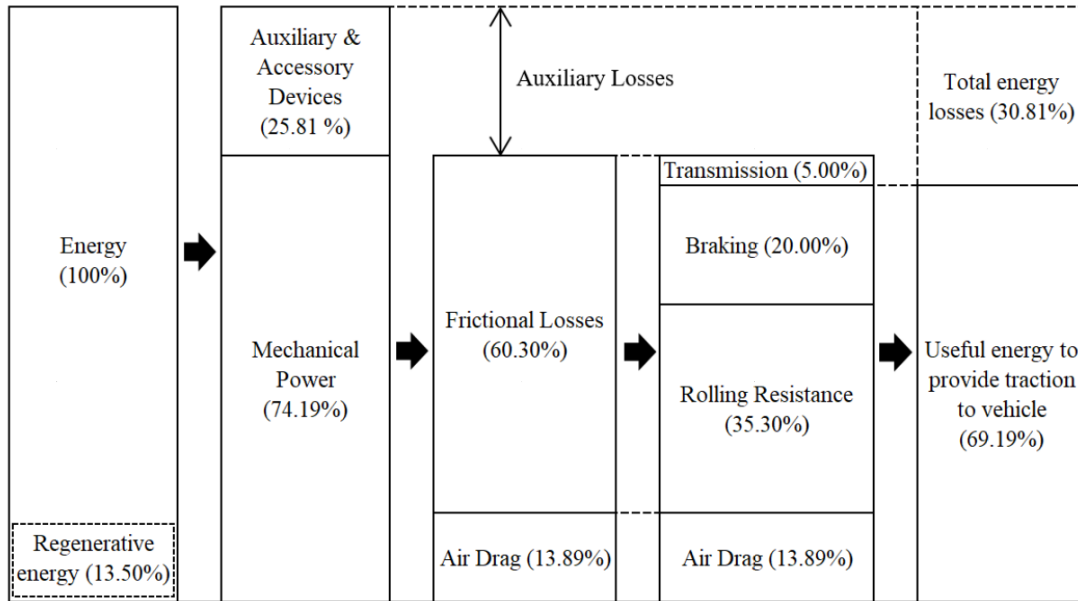 Energy
(100%)
Regenerative
energy (13.50%)
Auxiliary &
Accessory
Devices
(25.81 %)
Mechanical
Power
(74.19%)
Auxiliary Losses
Frictional Losses
(60.30%)
Air Drag (13.89%)
Transmission (5.00%)
Braking (20.00%)
Rolling Resistance
(35.30%)
Air Drag (13.89%)
Total energy
losses (30.81%)
Useful energy to
provide traction
to vehicle
(69.19%)